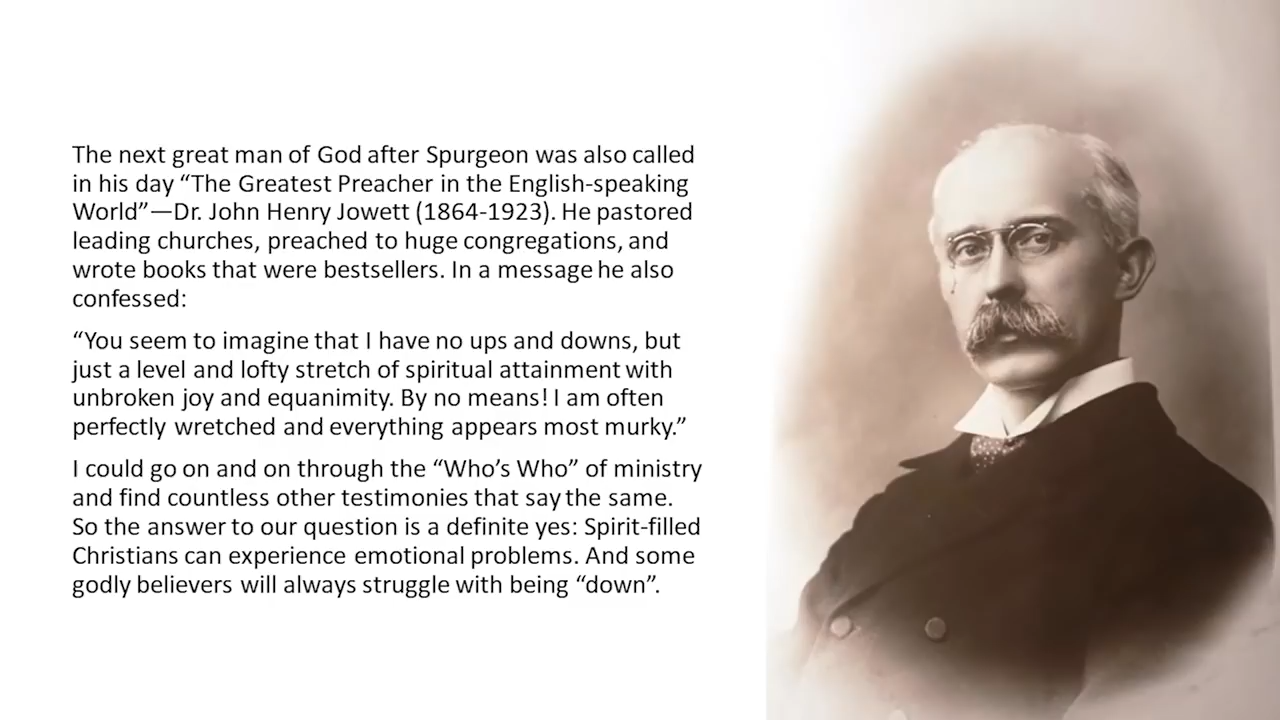 The next great man of God after Spurgeon was also called
in his day “The Greatest Preacher in the English-speaking
World”—Dr. John Henry Jowett (1864-1923). He pastored
leading churches, preached to huge congregations, and
wrote books that were bestsellers. In a message he also
confessed:
“You seem to imagine that I have no ups and downs, but
just a level and lofty stretch of spiritual attainment with
unbroken joy and equanimity. By no means! I am often
perfectly wretched and everything appears most murky.”
I could go on and on through the “Who’s Who” of ministry
and find countless other testimonies that say the same.
So the answer to our question is a definite yes: Spirit-filled
Christians can experience emotional problems. And some
godly believers will always struggle with being “down”.